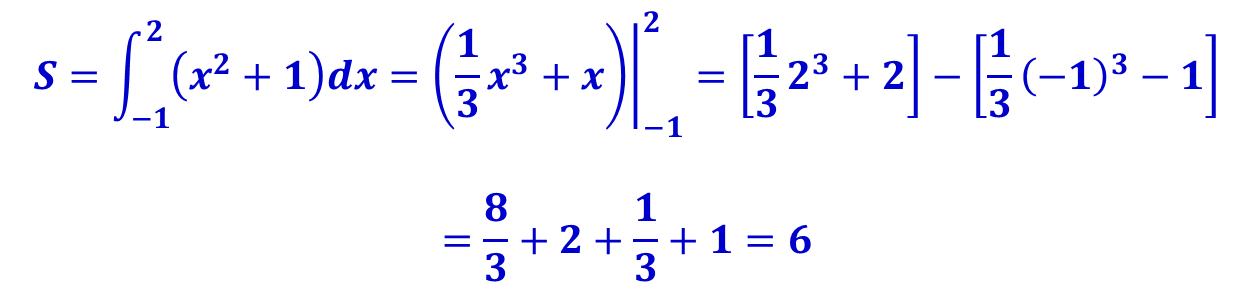 S = ∫_{-1}^{2} (x² + 1)dx = (1/3 x³ + x)|_{-1}^{2} = [1/3 2³ + 2] − [1/3 (−1)³ − 1]
= 8/3 + 2 + 1/3 + 1 = 6